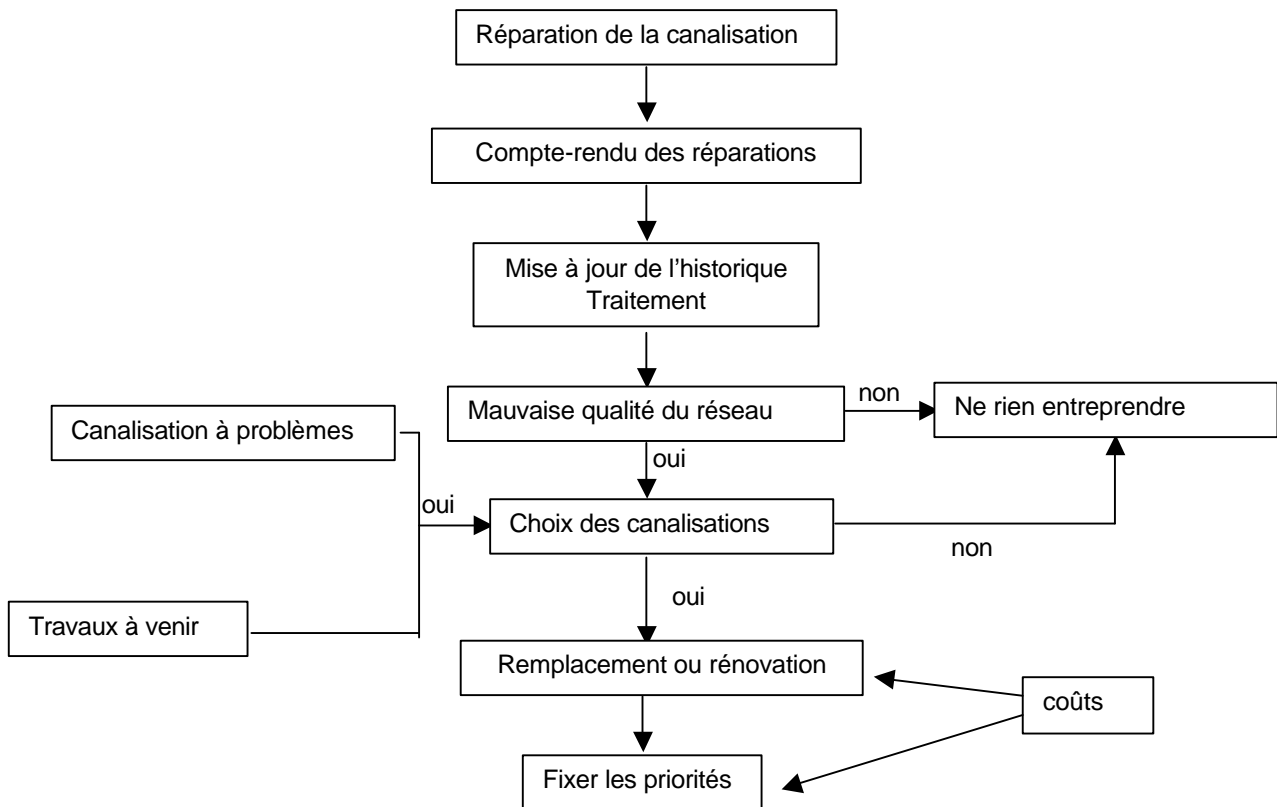 Réparation de la canalisation
Compte-rendu des réparations
Mise à jour de l'historique
Traitement
Mauvaise qualité du réseau
non
Ne rien entreprendre
Canalisation à problèmes
oui
oui
Choix des canalisations
non
oui
Travaux à venir
Remplacement ou rénovation
coûts
Fixer les priorités